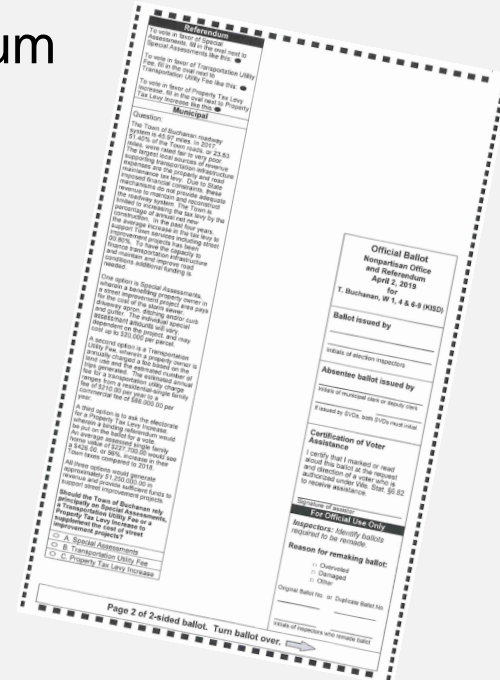 um
Referendum
To vote in favor of Special
Assessments, fill in the oval next to
Special Assessments like this:
To vote in favor of Transportation Utility
Fee, fill in the oval next to
Transportation Utility Fee like this:
To vote in favor of Property Tax Levy
Increase, fill in the oval next to Property
Tax Levy Increase like this:
Municipal
Question:
The Town of Buchanan roadway
system is 45.97 miles. In 2017,
51.40% of the Town roads, or 23.63
miles, were rated fair to very poor.
The largest local sources of revenue
supporting transportation infrastructure
expenses are the property and road
maintenance tax levy. Due to State
imposed financial constraints, these
mechanisms do not provide adequate
revenue to maintain and reconstruct
the roadway system. The Town is
limited to increasing the tax levy by the
percentage of annual net new
construction. In the past four years,
the average increase in the tax levy to
support Town services including street
improvement projects has been
00.80%. To have the capacity to
finance transportation infrastructure
and maintain and improve road
conditions additional funding is
needed.
One option is Special Assessments,
wherein a benefiting property owner in
a street improvement project area pays
for the cost of the storm sewer,
driveway apron, ditching and/or curb
and gutter. The individual special
assessment amounts will vary,
dependent on the project, and may
cost up to $20,000 per parcel.
A second option is a Transportation
Utility Fee, wherein a property owner is
annually charged a fee based on the
land use and the estimated number of
trips generated. The estimated annual
fee for a transportation utility charge
ranges from a residential-single family
fee of $210.00 per year to a
commercial fee of $88,000.00 per
year.
A third option is to ask the electorate
for a Property Tax Levy Increase
wherein a binding referendum would
be put on the ballot for a vote.
An average assessed single family
home value of $227,700.00 would see
a $428.00, or 96%, increase in their
Town taxes compared to 2018.
All three options would generate
approximately $1,250,000.00 in
revenue and provide sufficient funds to
support street improvement projects.
Should the Town of Buchanan rely
principally on Special Assessments,
a Transportation Utility Fee or a
Property Tax Levy Increase to
supplement the cost of street
improvement projects?
A. Special Assessments
B. Transportation Utility Fee
C. Property Tax Levy Increase
Official Ballot
Nonpartisan Office
and Referendum
April 2, 2019
for
T. Buchanan, W 1, 4 & 6-9 (KISD)
Ballot issued by
Initials of election inspectors
Absentee ballot issued by
Initials of municipal clerk or deputy clerk
If issued by SVDs, both SVDs must initial
Certification of Voter
Assistance
I certify that I marked or read
aloud this ballot at the request
and direction of a voter who is
authorized under Wis. Stat. §6.82
to receive assistance.
Signature of assistor
For Official Use Only
Inspectors: Identify ballots
required to be remade.
Reason for remaking ballot:
Overvoted
Damaged
Other
Original Ballot No. or Duplicate Ballot No.
Initials of inspectors who remade ballot
Page 2 of 2-sided ballot. Turn ballot over.